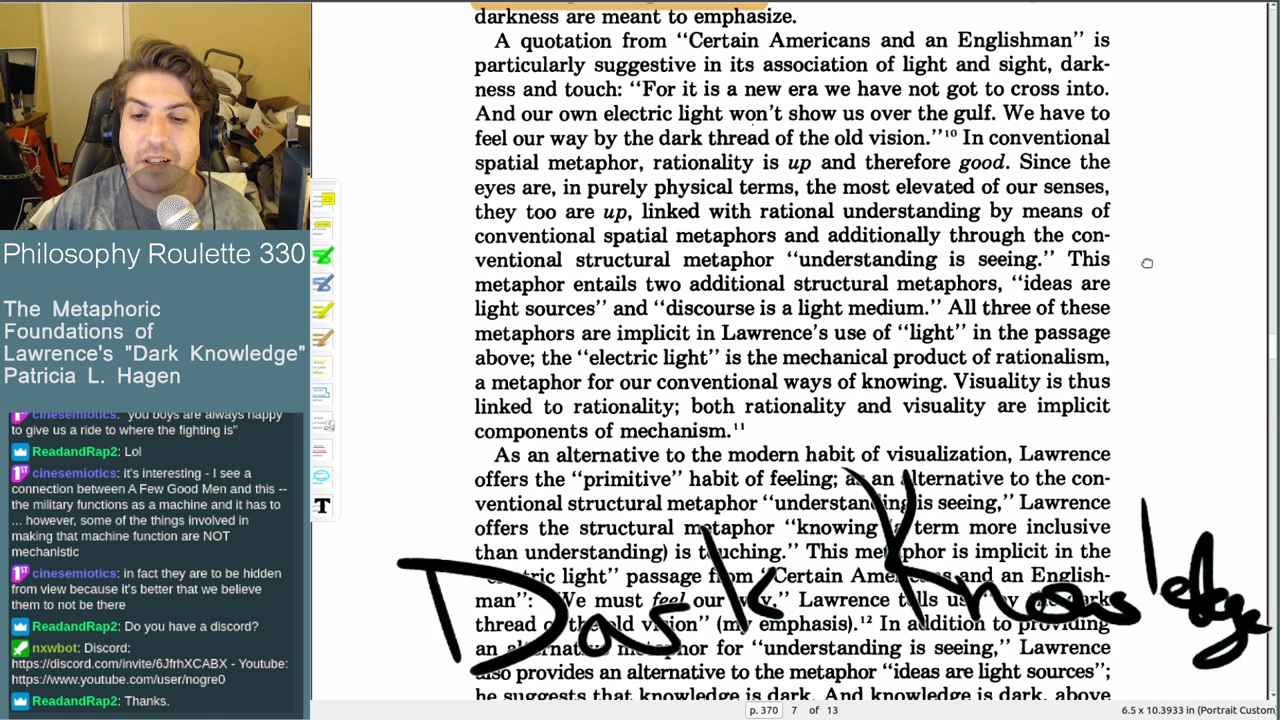 Philosophy Roulette 330
The Metaphoric
Foundations of
Lawrence's "Dark Knowledge"
Patricia L. Hagen
cinesemiotics: "You boys are always happy
to give us a ride to where the fighting is"
ReadandRap2: Lol
cinesemiotics: it's interesting - I see a
connection between A Few Good Men and this --
the military functions as a machine and it has to
... however, some of the things involved in
making that machine function are NOT
mechanistic
cinesemiotics: in fact they are to be hidden
from view because it's better that we believe
them to not be there
ReadandRap2: Do you have a discord?
nxwbot: Discord:
https://discord.com/invite/6JfrhXCABX - Youtube:
https://www.youtube.com/user/nogre0
ReadandRap2: Thanks.
darkness are meant to emphasize.
A quotation from “Certain Americans and an Englishman” is
particularly suggestive in its association of light and sight, dark-
ness and touch: “For it is a new era we have not got to cross into.
And our own electric light won’t show us over the gulf. We have to
feel our way by the dark thread of the old vision.”¹⁰ In conventional
spatial metaphor, rationality is up and therefore good. Since the
eyes are, in purely physical terms, the most elevated of our senses,
they too are up, linked with rational understanding by means of
conventional spatial metaphors and additionally through the con-
ventional structural metaphor “understanding is seeing.” This
metaphor entails two additional structural metaphors, “ideas are
light sources” and “discourse is a light medium.” All three of these
metaphors are implicit in Lawrence’s use of “light” in the passage
above; the “electric light” is a mechanical product of rationalism,
a metaphor for our conventional ways of knowing. Visuality is thus
linked to rationality; both rationality and visuality are implicit
components of mechanism.¹¹
As an alternative to the modern habit of visualization, Lawrence
offers the “primitive” habit of feeling; as an alternative to the con-
ventional structural metaphor “understanding is seeing,” Lawrence
offers the structural metaphor “knowing (a term more inclusive
than understanding) is touching.” This metaphor is implicit in the
“electric light” passage from “Certain Americans and an English-
man”: “We must feel our way,” Lawrence tells us “by the dark
thread of the old vision” (my emphasis).¹² In addition to providing
an alternative metaphor for “understanding is seeing,” Lawrence
also provides an alternative to the metaphor “ideas are light sources”;
he suggests that knowledge is dark. And knowledge is dark, above
Dark Knowledge
p. 370 7 of 13
6.5 x 10.3933 in (Portrait Custom
T